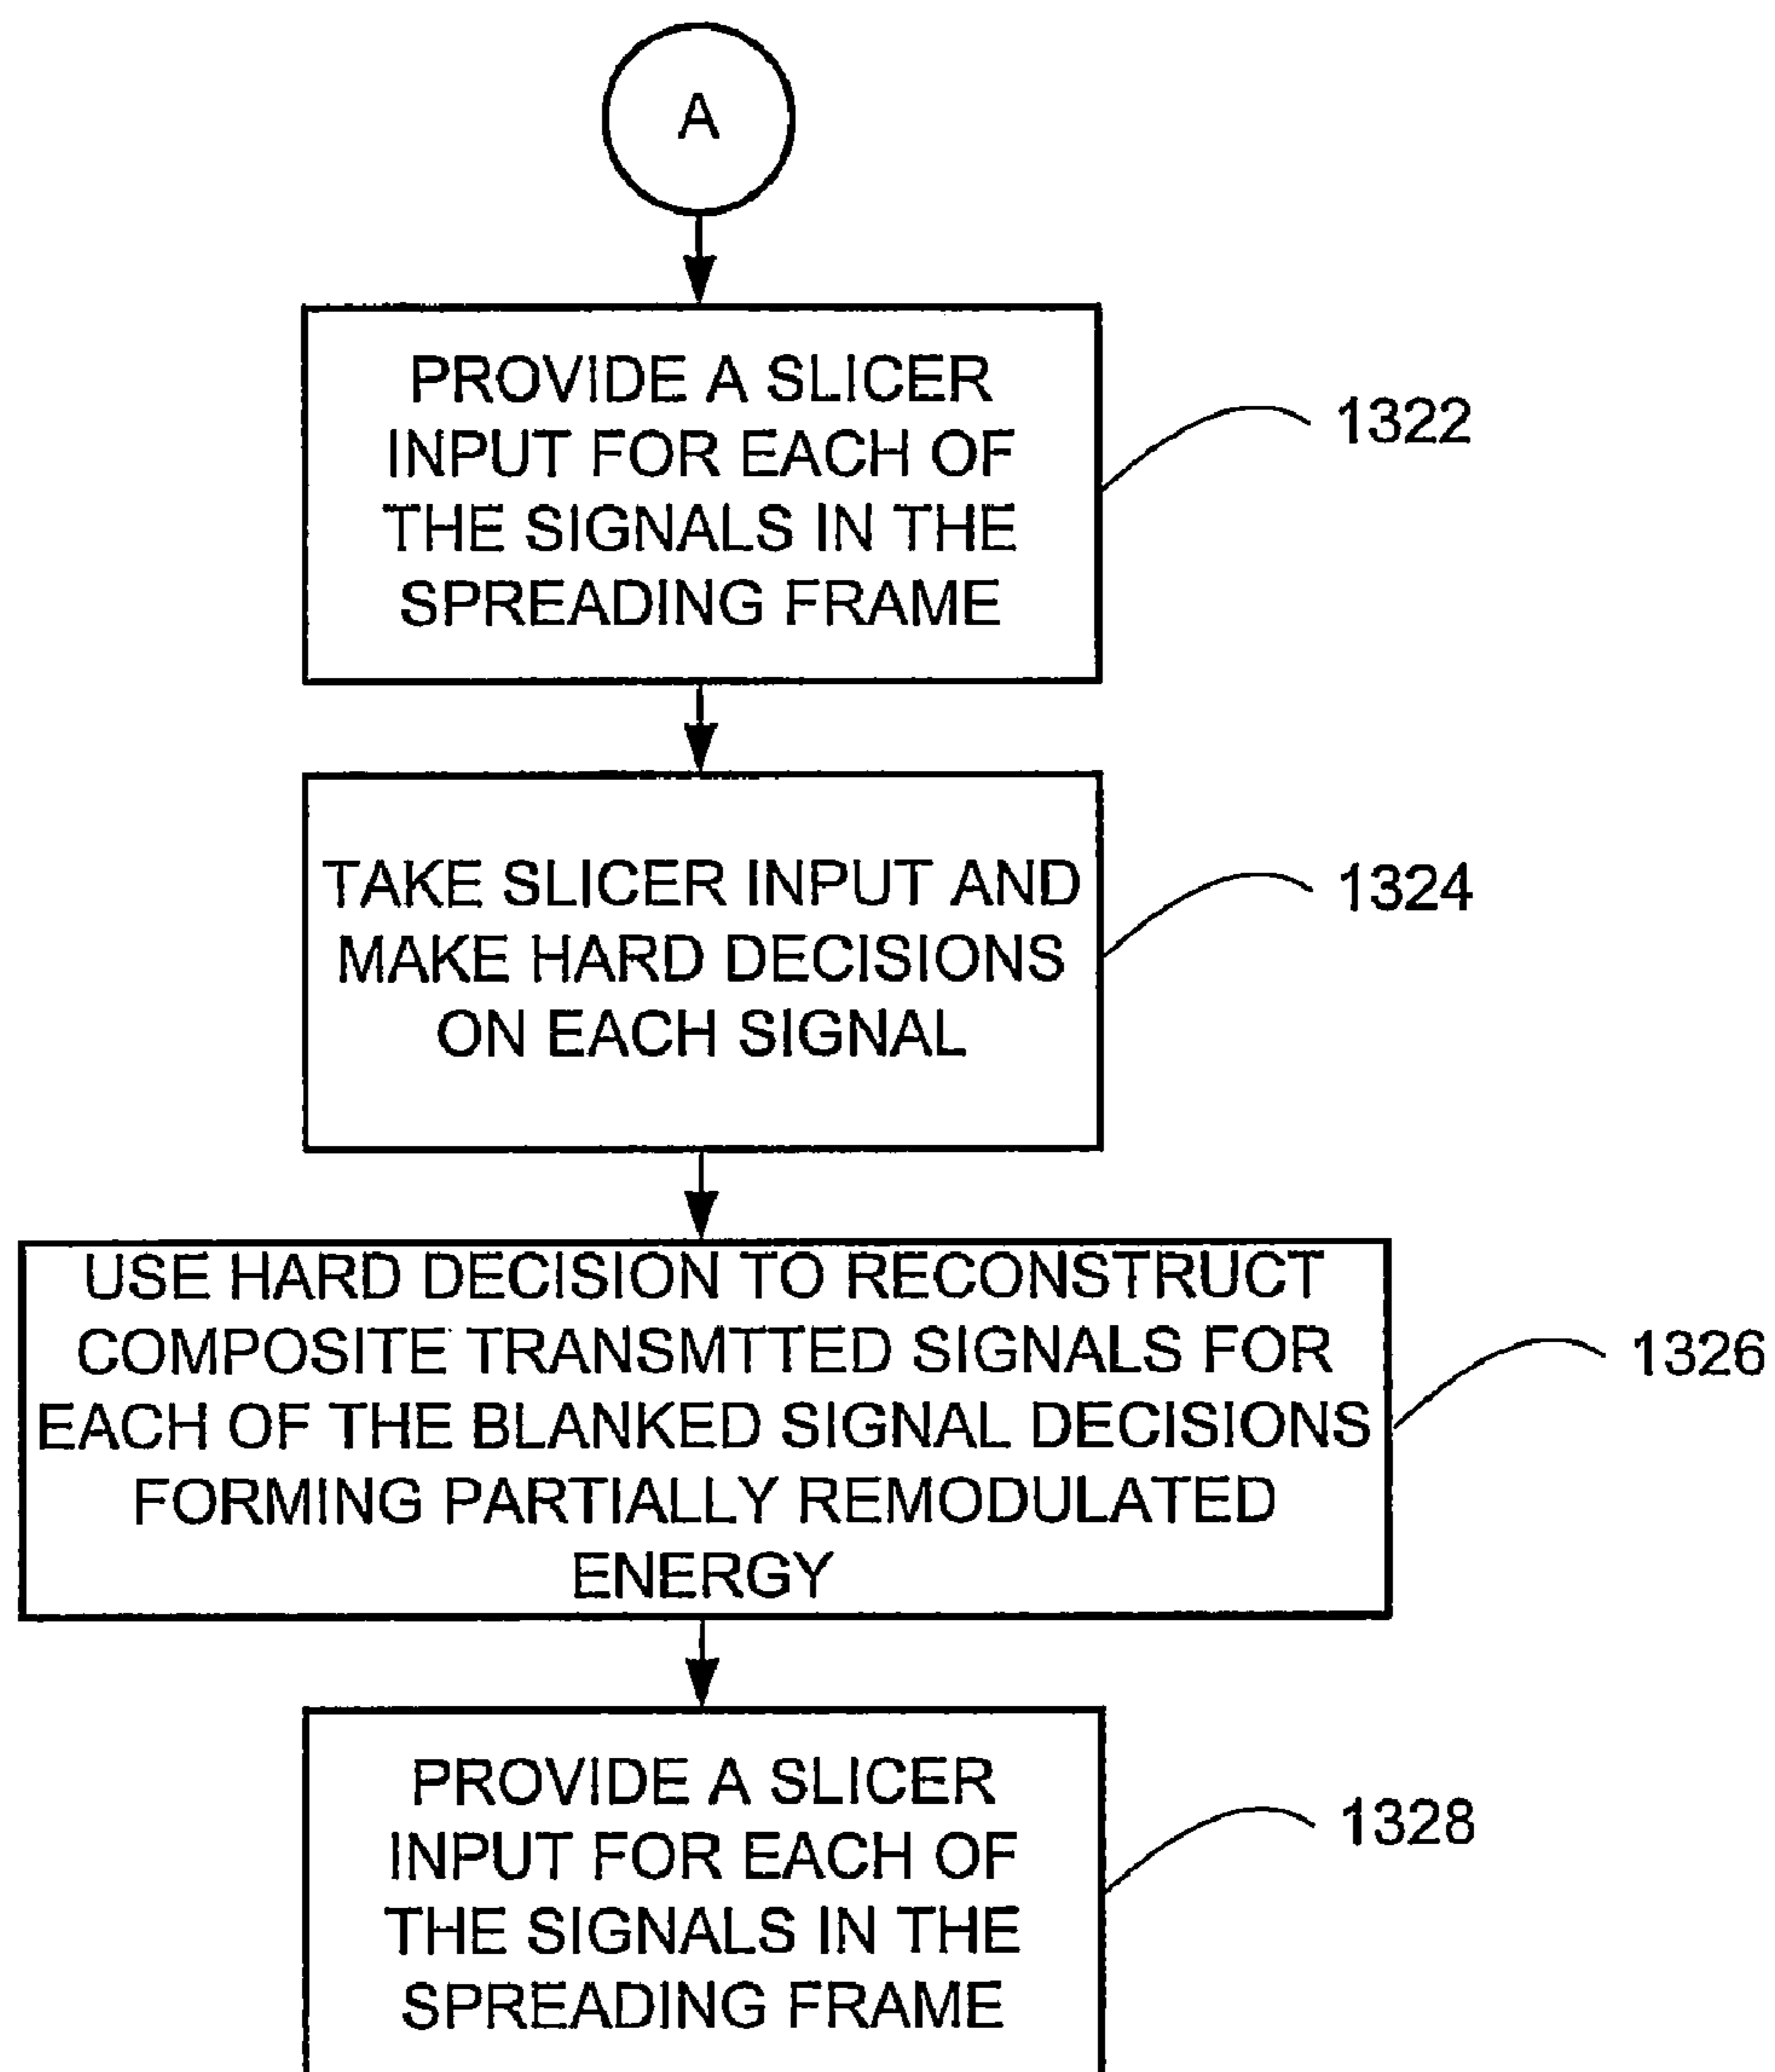 A
PROVIDE A SLICER
INPUT FOR EACH OF
THE SIGNALS IN THE
SPREADING FRAME
1322
TAKE SLICER INPUT AND
MAKE HARD DECISIONS
ON EACH SIGNAL
1324
USE HARD DECISION TO RECONSTRUCT
COMPOSITE TRANSMTTED SIGNALS FOR
EACH OF THE BLANKED SIGNAL DECISIONS
FORMING PARTIALLY REMODULATED
ENERGY
1326
PROVIDE A SLICER
INPUT FOR EACH OF
THE SIGNALS IN THE
SPREADING FRAME
1328